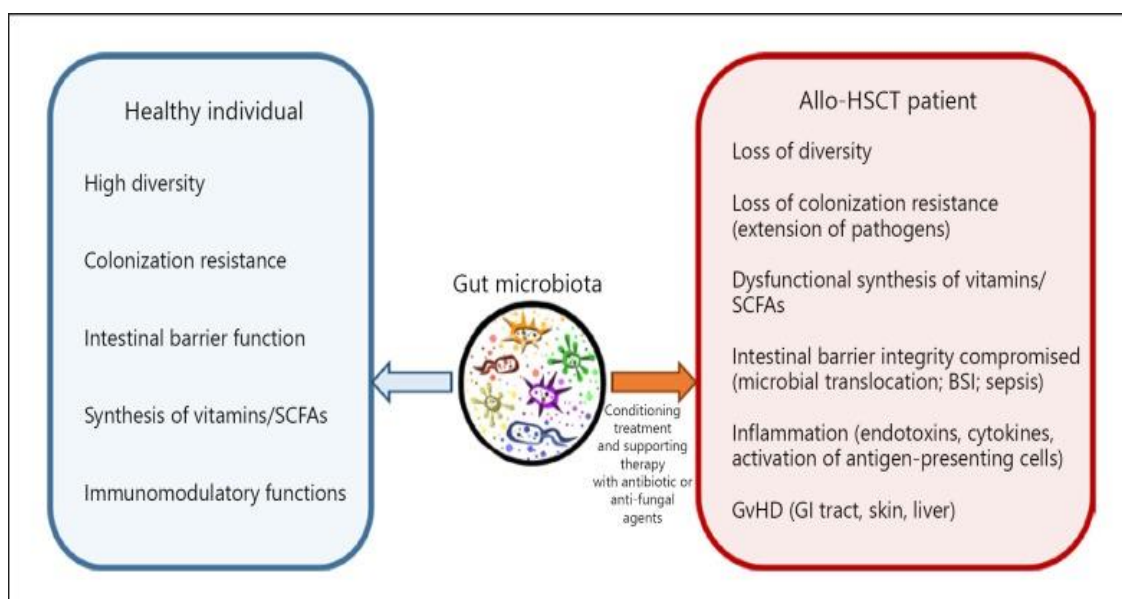 Healthy individual
High diversity
Colonization resistance
Intestinal barrier function
Synthesis of vitamins/SCFAs
Immunomodulatory functions
Gut microbiota
Conditioning
treatment
and supporting
therapy
with antibiotic or
anti-fungal
agents
Allo-HSCT patient
Loss of diversity
Loss of colonization resistance
(extension of pathogens)
Dysfunctional synthesis of vitamins/
SCFAs
Intestinal barrier integrity compromised
(microbial translocation; BSI; sepsis)
Inflammation (endotoxins, cytokines,
activation of antigen-presenting cells)
GvHD (GI tract, skin, liver)